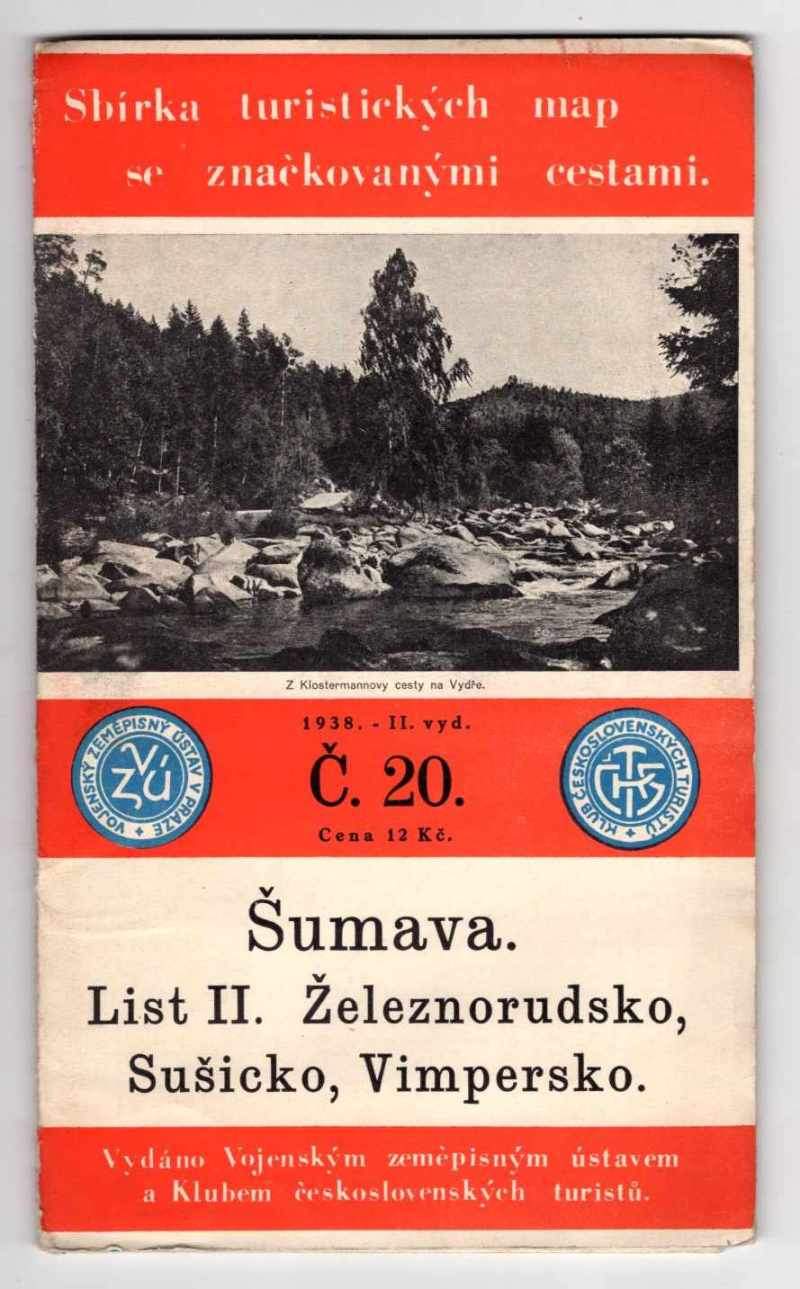 Sbírka turistických map
se značkovanými cestami.
Z Klostermannovy cesty na Vydře.
VOJENSKÝ ZEMĚPISNÝ ÚSTAV V PRAZE
VZÚ
1938. - II. vyd.
Č. 20.
Cena 12 Kč.
KLUB ČESKOSLOVENSKÝCH TURISTŮ
KČST
Šumava.
List II. Železnorudsko,
Sušicko, Vimpersko.
Vydáno Vojenským zeměpisným ústavem
a Klubem československých turistů.